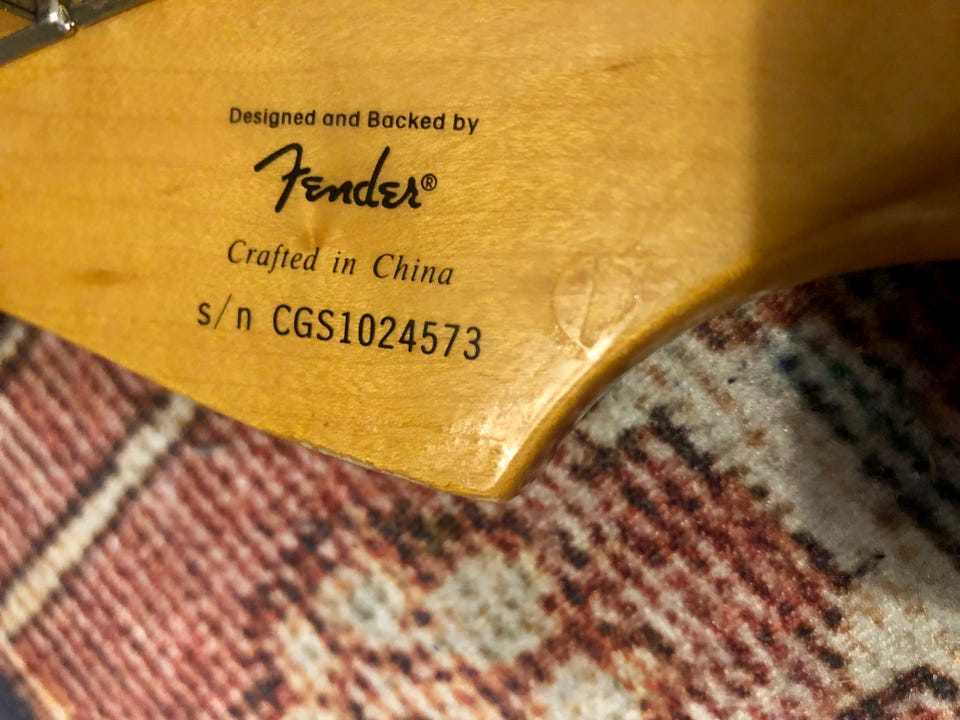 Designed and Backed by
Fender®
Crafted in China
s/n CGS1024573